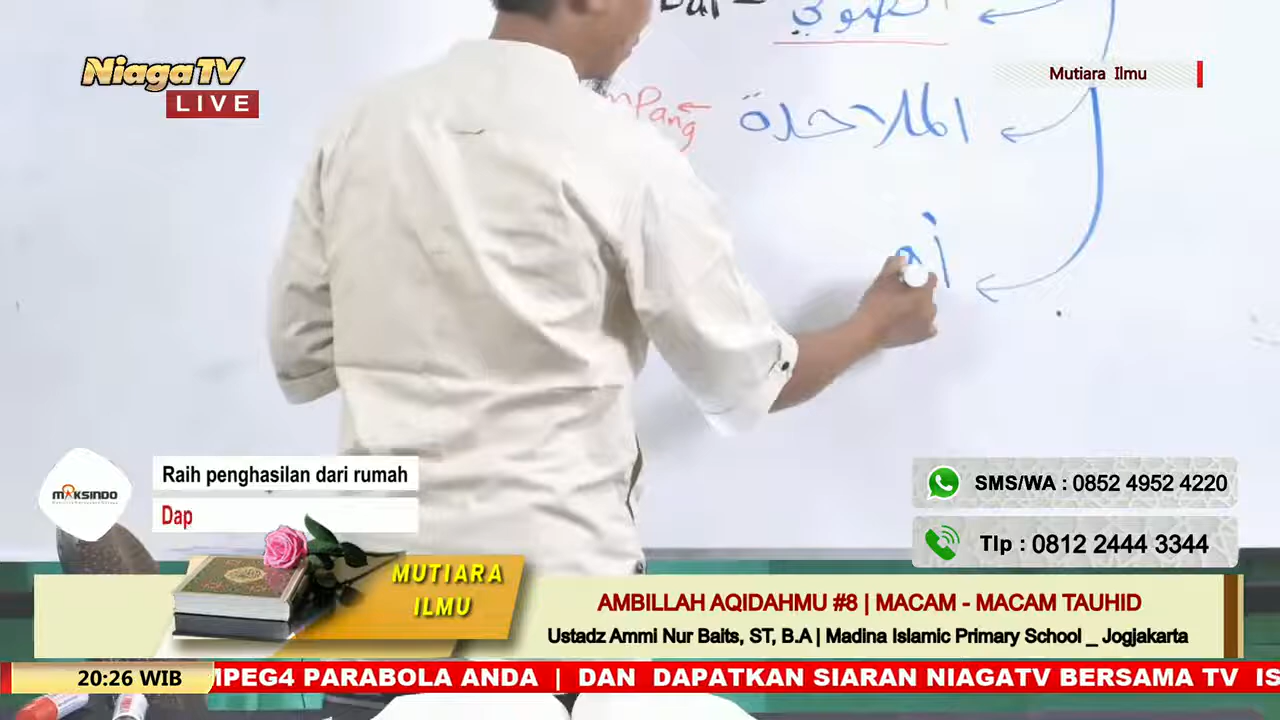 NiagaTV
LIVE
Mutiara Ilmu
الملاحدة
Raih penghasilan dari rumah
Dap
MAKSINDO
SMS/WA : 0852 4952 4220
Tlp : 0812 2444 3344
MUTIARA
ILMU
AMBILLAH AQIDAHMU #8 | MACAM - MACAM TAUHID
Ustadz Ammi Nur Baits, ST, B.A | Madina Islamic Primary School _ Jogjakarta
20:26 WIB
MPEG4 PARABOLA ANDA | DAN DAPATKAN SIARAN NIAGATV BERSAMA TV IS